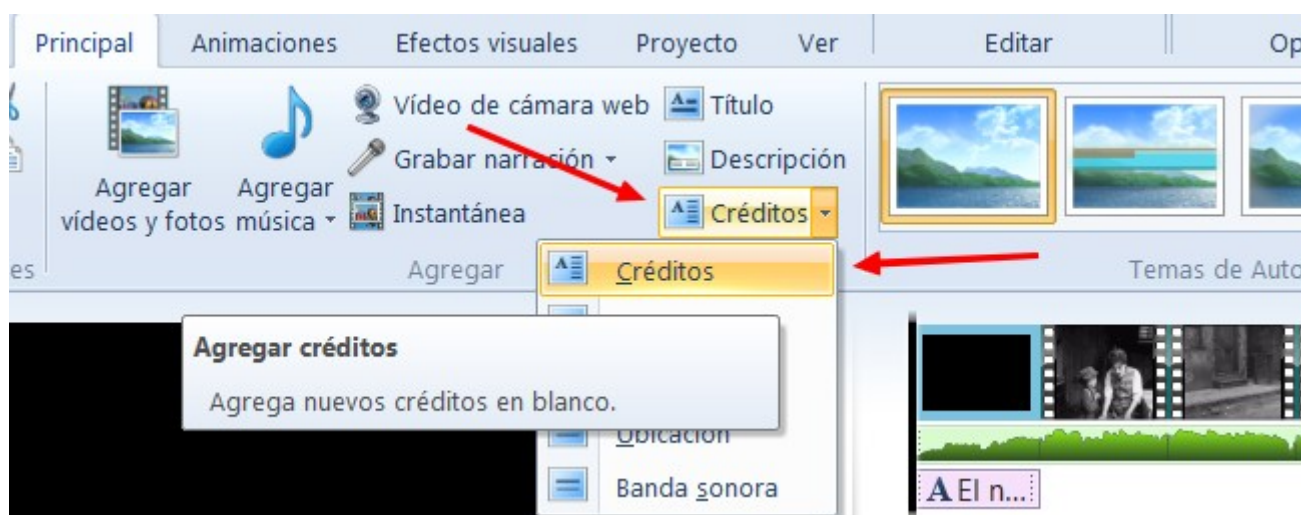 Principal Animaciones Efectos visuales Proyecto Ver Editar Op
Vídeo de cámara web
Título
Grabar narración
Descripción
Agregar
vídeos y fotos
Agregar
música
Instantánea
Créditos
es
Agregar
Temas de Auto
Créditos
Agregar créditos
Agrega nuevos créditos en blanco.
Ubicación
Banda sonora
A El n...